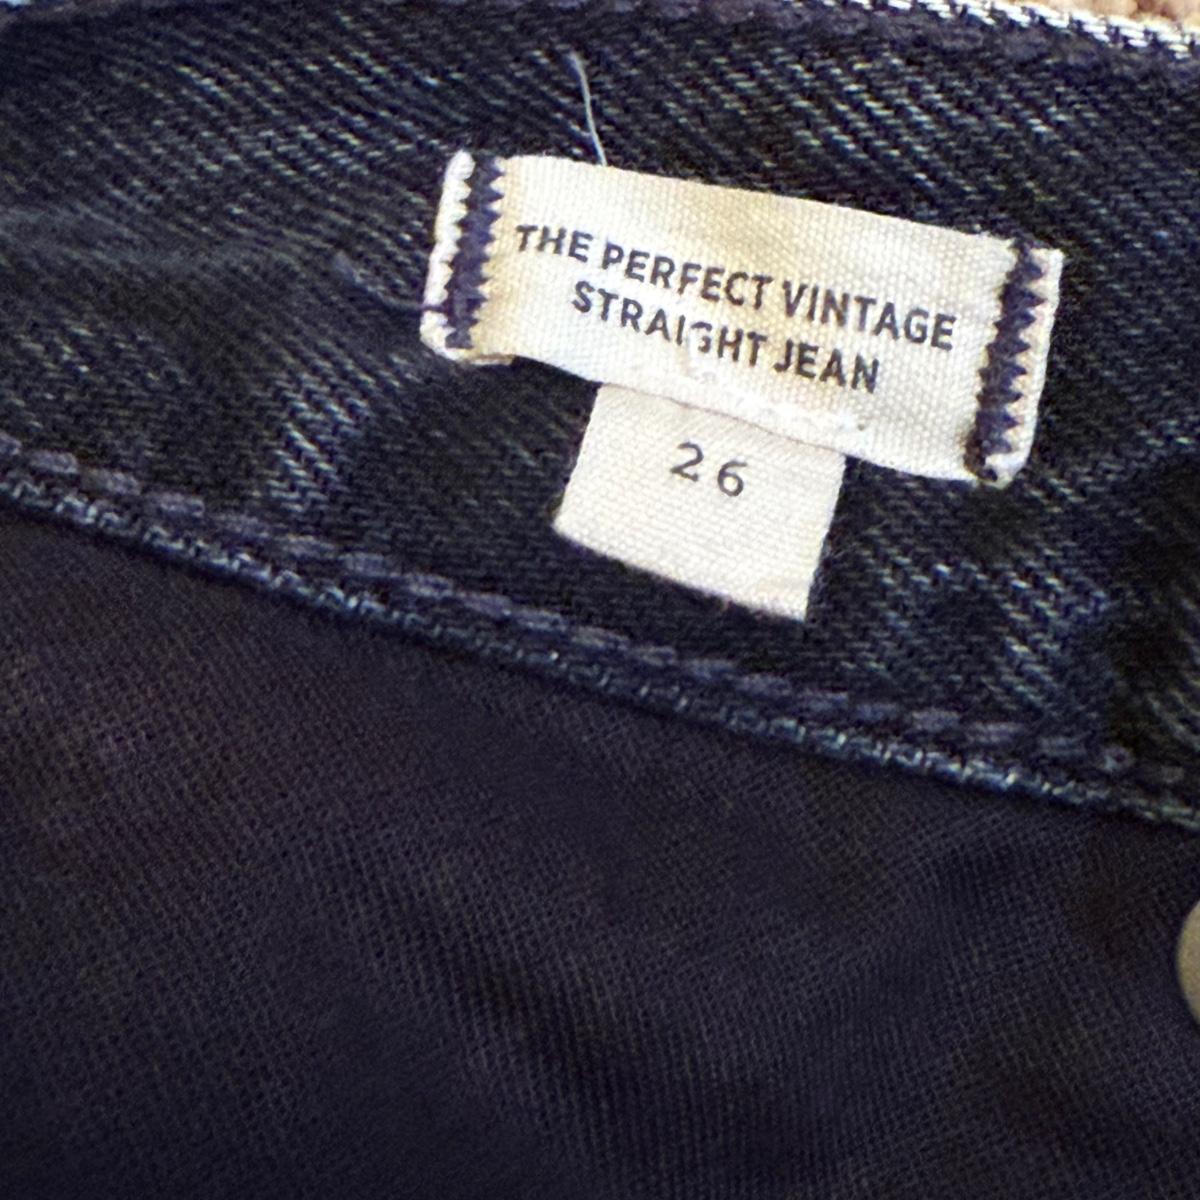 THE PERFECT VINTAGE
STRAIGHT JEAN
26